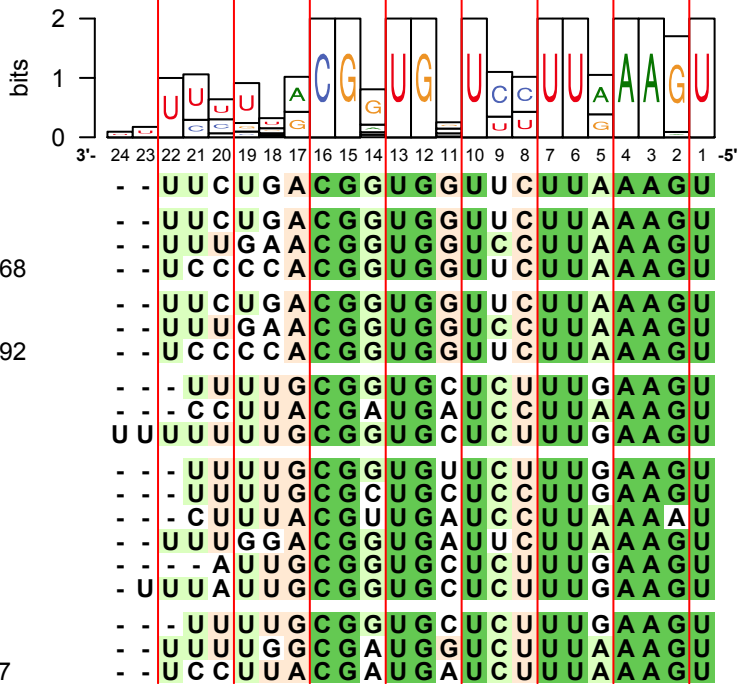 2
bits
1
0
U U C U C U C U G U A G C G G A U G U C U C U U U A G A A G U
3'- 24 23 22 21 20 19 18 17 16 15 14 13 12 11 10 9 8 7 6 5 4 3 2 1 -5'
- - U U C U G A C G G U G G U U C U U A A A G U
- - U U C U G A C G G U G G U U C U U A A A G U
- - U U U G A A C G G U G G U C C U U A A A G U
68 - - U C C C C A C G G U G G U U C U U A A A G U
- - U U C U G A C G G U G G U U C U U A A A G U
- - U U U G A A C G G U G G U C C U U A A A G U
92 - - U C C C C A C G G U G G U U C U U A A A G U
- - - U U U U G C G G U G C U C U U U G A A G U
- - - C C U U A C G A U G A U C C U U A A A G U
U U U U U U U G C G G U G C U C U U U G A A G U
- - - U U U U G C G G U G U U C U U U G A A G U
- - - U U U U G C G C U G C U C C U U G A A G U
- - - C U U U A C G U U G A U C C U U A A A A U
- - U U U G G A C G G U G A U U C U U A A A G U
- - - - A U U G C G G U G C U C U U U G A A G U
- U U U A U U G C G G U G C U C U U U G A A G U
- - - U U U U G C G G U G C U C U U U G A A G U
- - U U U U G G C G A U G G U C U U U A A A G U
7 - - U C C U U A C G A U G A U C U U U A A A G U